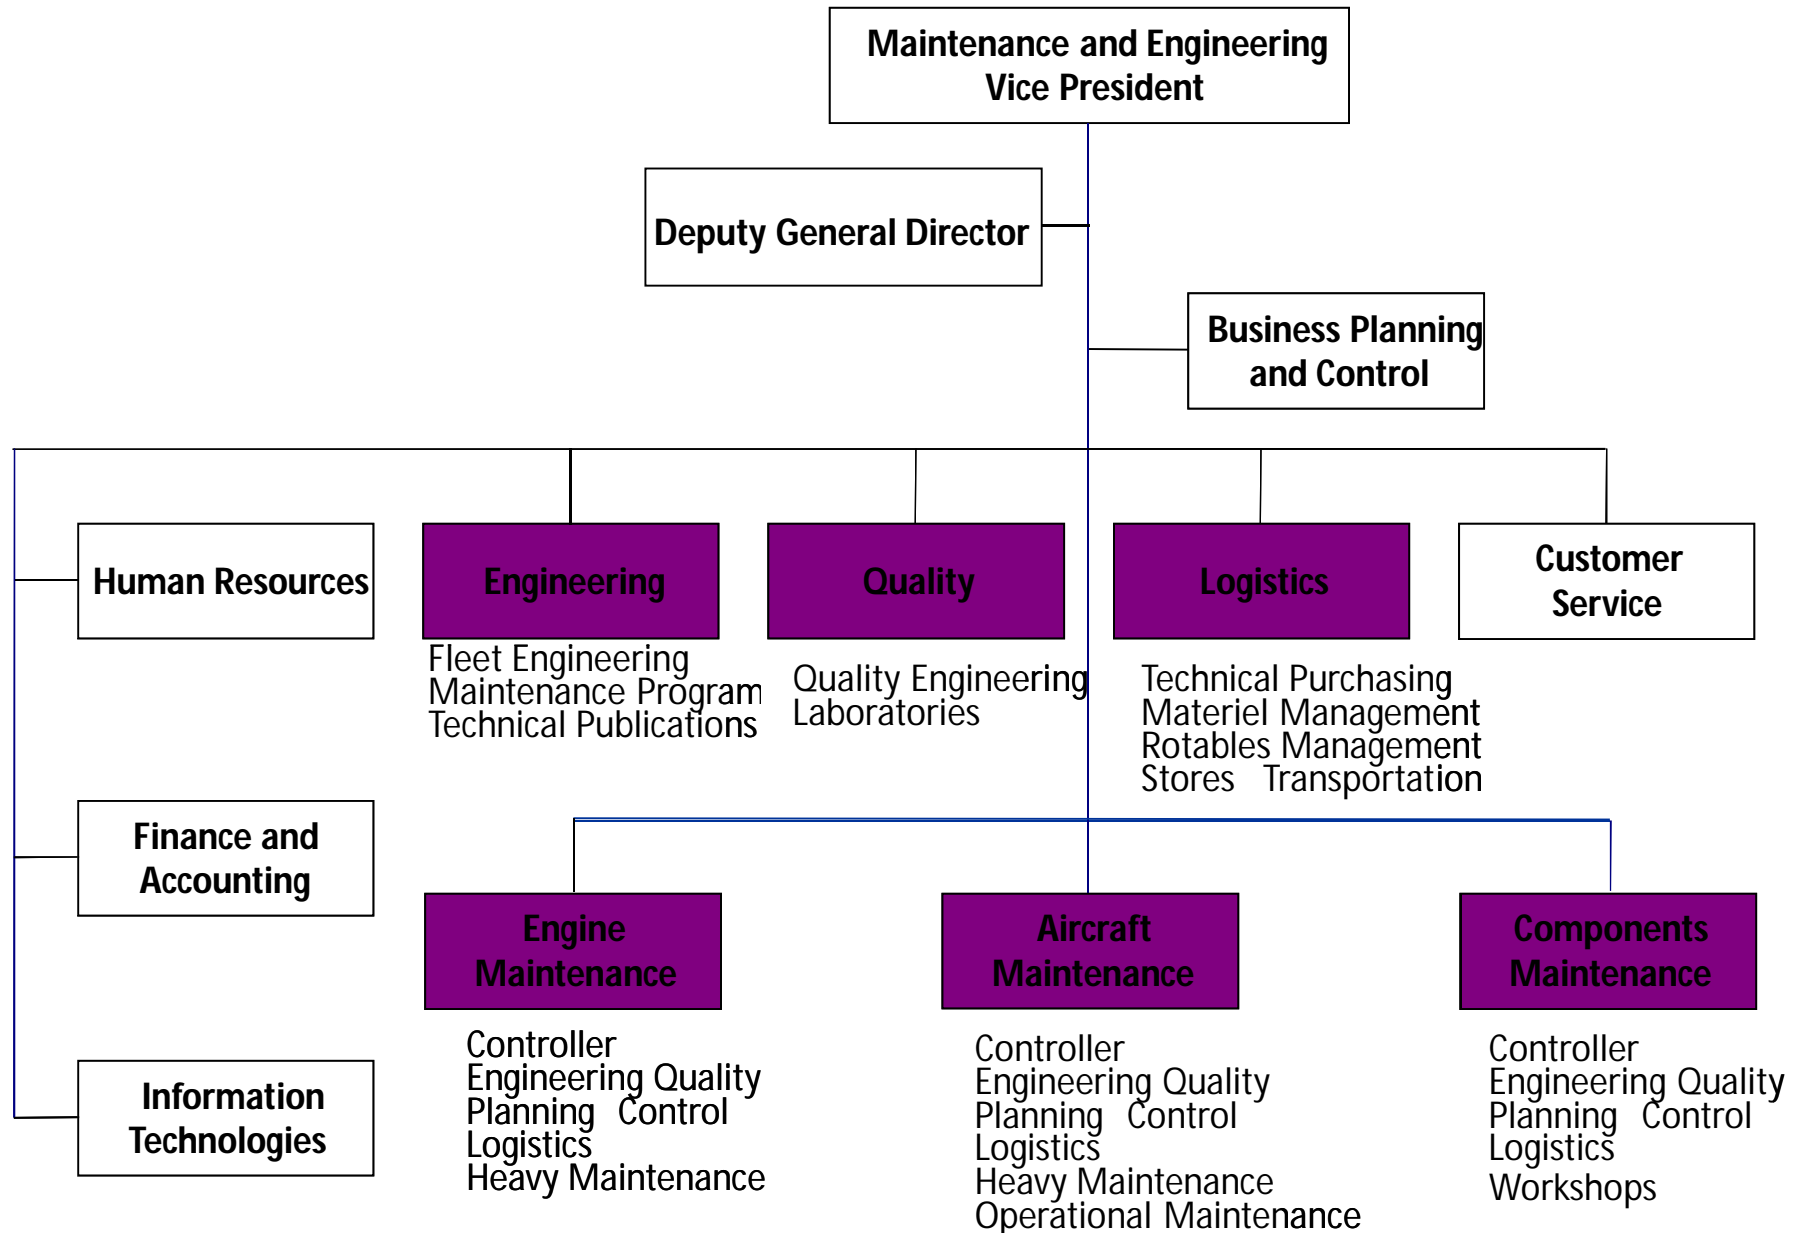 Maintenance and Engineering
Vice President
Deputy General Director
Business Planning
and Control
Human Resources
Engineering
Quality
Logistics
Customer
Service
Fleet Engineering
Maintenance Program
Technical Publications
Quality Engineering
Laboratories
Technical Purchasing
Materiel Management
Rotables Management
Stores Transportation
Finance and
Accounting
Engine
Maintenance
Aircraft
Maintenance
Components
Maintenance
Information
Technologies
Controller
Engineering Quality
Planning Control
Logistics
Heavy Maintenance
Controller
Engineering Quality
Planning Control
Logistics
Heavy Maintenance
Operational Maintenance
Controller
Engineering Quality
Planning Control
Logistics
Workshops